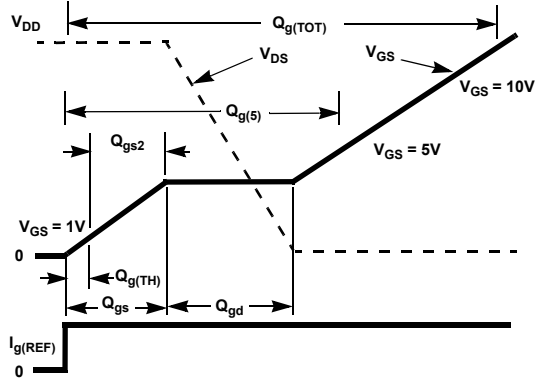 V_DD
Q_g(TOT)
V_DS
V_GS
V_GS = 10V
Q_g(5)
Q_gs2
V_GS = 5V
V_GS = 1V
0
Q_g(TH)
Q_gs
Q_gd
I_g(REF)
0